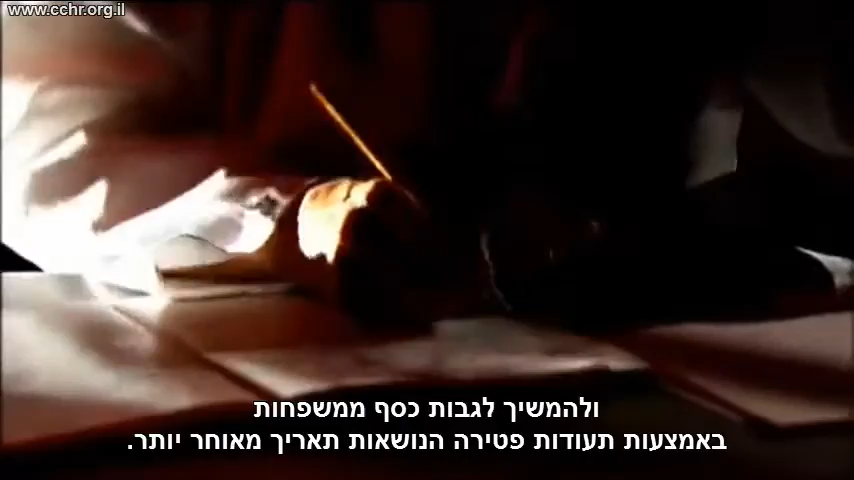 www.cchr.org.il
ולהמשיך לגבות כסף ממשפחות
באמצעות תעודות פטירה הנושאות תאריך מאוחר יותר.